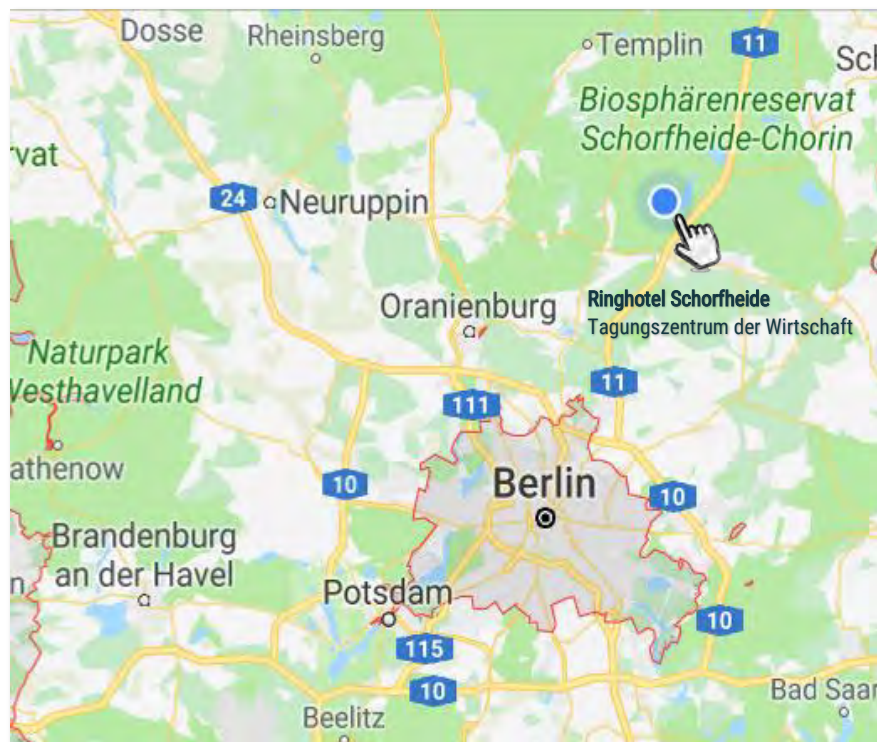 Dosse
Rheinsberg
Templin
11
Sch
Biosphärenreservat
Schorfheide-Chorin
rvat
24
Neuruppin
Ringhotel Schorfheide
Tagungszentrum der Wirtschaft
Oranienburg
Naturpark
Westhavelland
11
111
athenow
10
Berlin
10
Brandenburg
an der Havel
n
Potsdam
10
115
10
Bad Saar
Beelitz